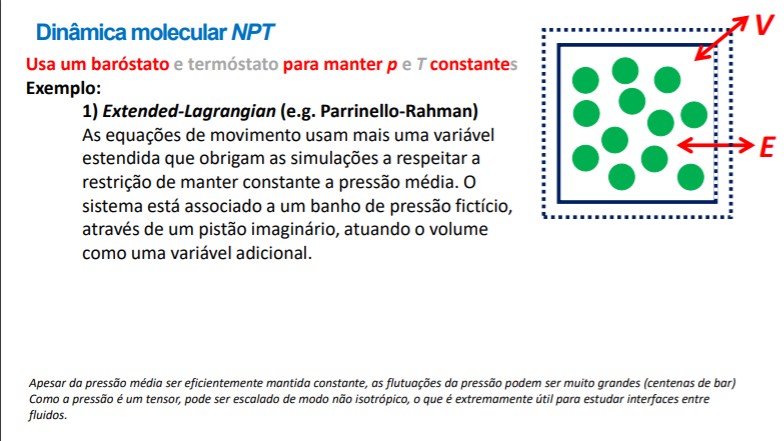 Dinâmica molecular NPT
Usa um baróstato e termóstato para manter p e T constantes
Exemplo:
1) Extended-Lagrangian (e.g. Parrinello-Rahman)
As equações de movimento usam mais uma variável
estendida que obrigam as simulações a respeitar a
restrição de manter constante a pressão média. O
sistema está associado a um banho de pressão fictício,
através de um pistão imaginário, atuando o volume
como uma variável adicional.
V
E
Apesar da pressão média ser eficientemente mantida constante, as flutuações da pressão podem ser muito grandes (centenas de bar)
Como a pressão é um tensor, pode ser escalado de modo não isotrópico, o que é extremamente útil para estudar interfaces entre
fluidos.